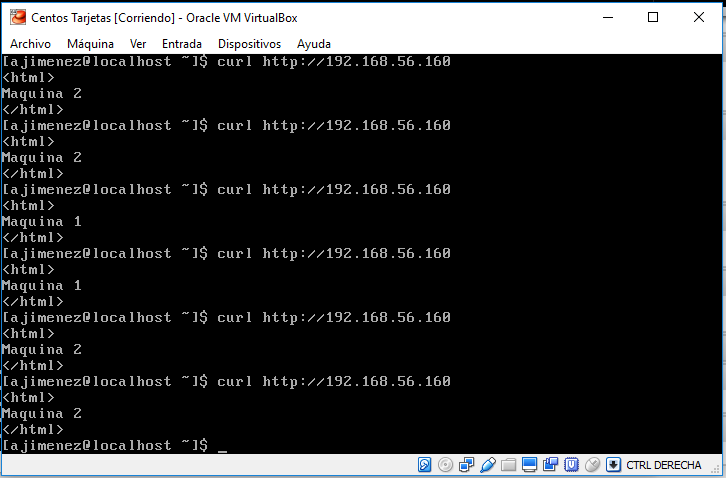 Centos Tarjetas [Corriendo] - Oracle VM VirtualBox
Archivo Máquina Ver Entrada Dispositivos Ayuda
[ajimenez@localhost ~]$ curl http://192.168.56.160
<html>
Maquina 2
</html>
[ajimenez@localhost ~]$ curl http://192.168.56.160
<html>
Maquina 2
</html>
[ajimenez@localhost ~]$ curl http://192.168.56.160
<html>
Maquina 1
</html>
[ajimenez@localhost ~]$ curl http://192.168.56.160
<html>
Maquina 1
</html>
[ajimenez@localhost ~]$ curl http://192.168.56.160
<html>
Maquina 2
</html>
[ajimenez@localhost ~]$ curl http://192.168.56.160
<html>
Maquina 2
</html>
[ajimenez@localhost ~]$ _
CTRL DERECHA